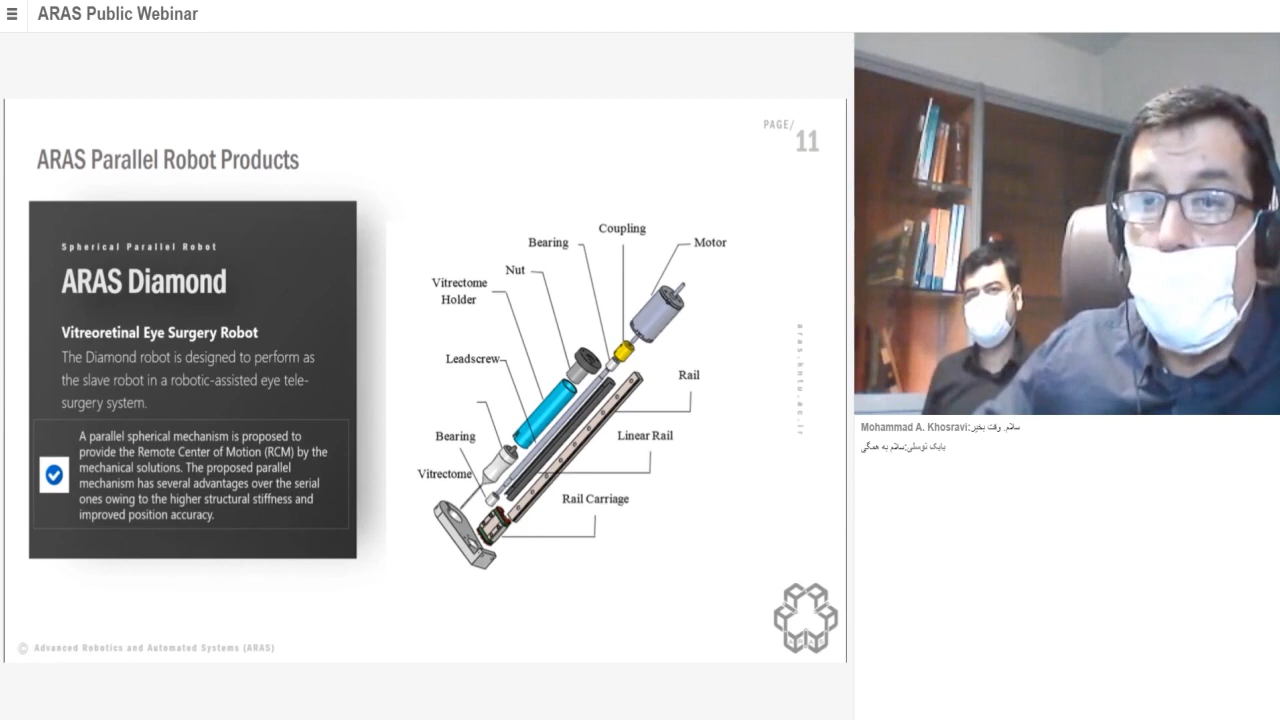 ARAS Public Webinar
PAGE/
11
ARAS Parallel Robot Products
Spherical Parallel Robot
ARAS Diamond
Vitreoretinal Eye Surgery Robot
The Diamond robot is designed to perform as
the slave robot in a robotic-assisted eye tele-
surgery system.
A parallel spherical mechanism is proposed to
provide the Remote Center of Motion (RCM) by the
mechanical solutions. The proposed parallel
mechanism has several advantages over the serial
ones owing to the higher structural stiffness and
improved position accuracy.
Coupling
Bearing
Motor
Nut
Vitrectome
Holder
Leadscrew
Rail
Bearing
Linear Rail
Vitrectome
Rail Carriage
aras.kntu.ac.ir
© Advanced Robotics and Automated Systems (ARAS)
Mohammad A. Khosravi:سلام. وقت بخیر
بابک توسلی:سلام به همگی